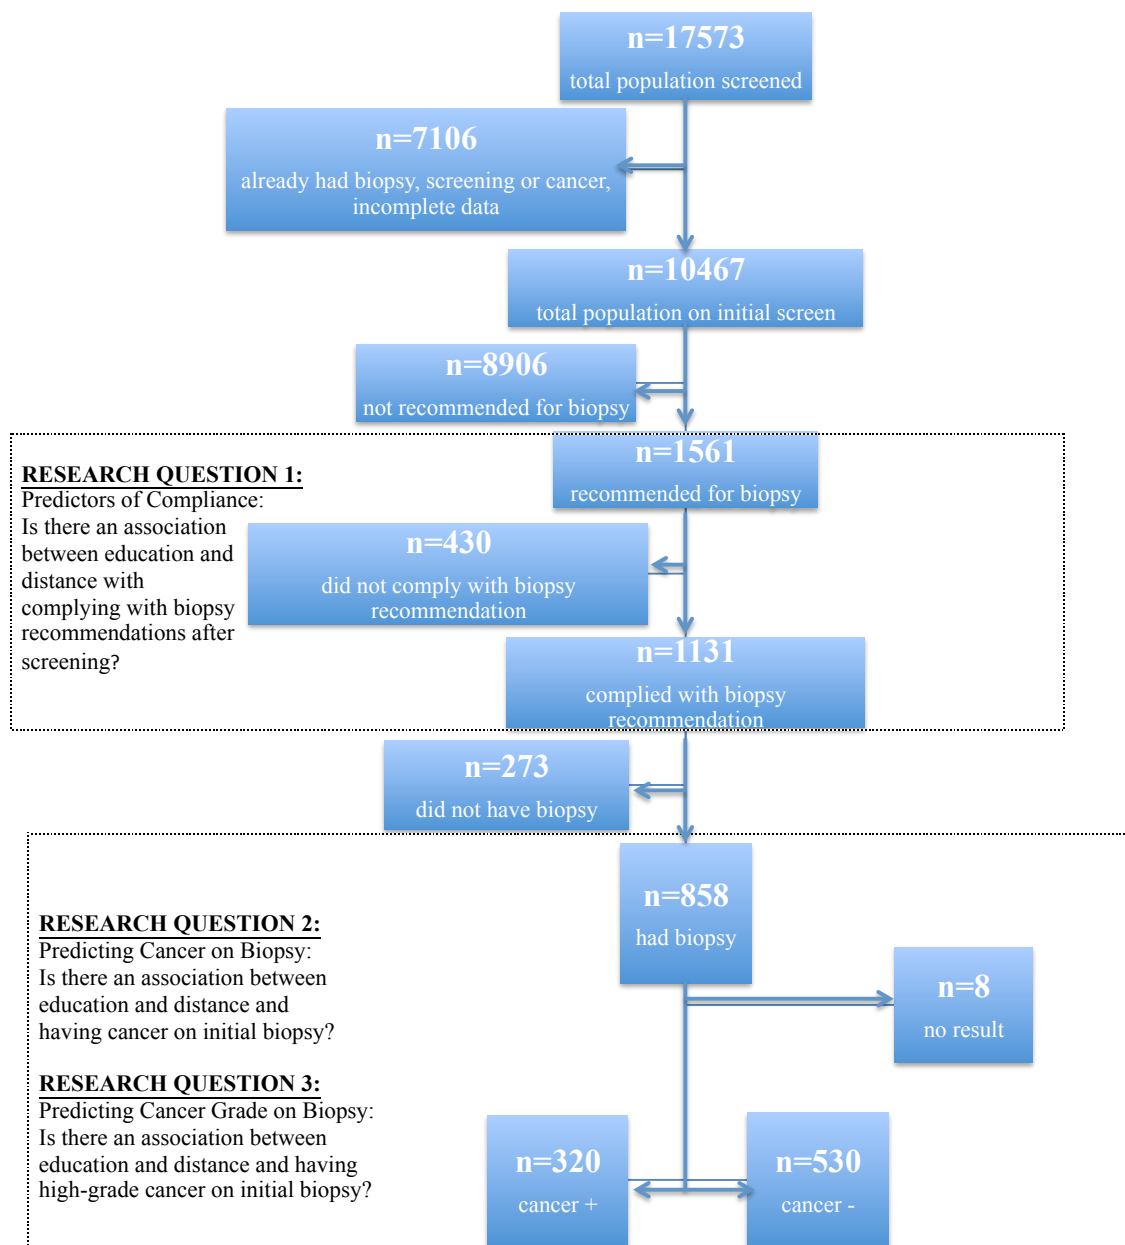 n=17573
total population screened
n=7106
already had biopsy, screening or cancer,
incomplete data
n=10467
total population on initial screen
n=8906
not recommended for biopsy
n=1561
recommended for biopsy
RESEARCH QUESTION 1:
Predictors of Compliance:
Is there an association
between education and
distance with
complying with biopsy
recommendations after
screening?
n=430
did not comply with biopsy
recommendation
n=1131
complied with biopsy
recommendation
n=273
did not have biopsy
n=858
had biopsy
RESEARCH QUESTION 2:
Predicting Cancer on Biopsy:
Is there an association between
education and distance and
having cancer on initial biopsy?
n=8
no result
RESEARCH QUESTION 3:
Predicting Cancer Grade on Biopsy:
Is there an association between
education and distance and having
high-grade cancer on initial biopsy?
n=320
cancer +
n=530
cancer -